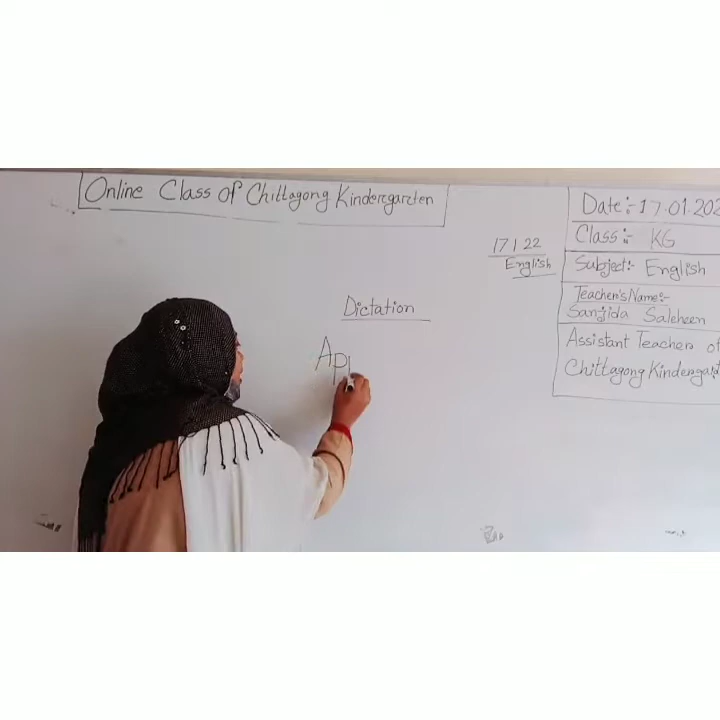 Online Class of Chittagong Kindergarten
17 1 22
English
Dictation
Ap
Date:- 17.01.202
Class:- KG
Subject:- English
Teacher's Name:-
Sanjida Saleheen
Assistant Teacher of
Chittagong Kindergart